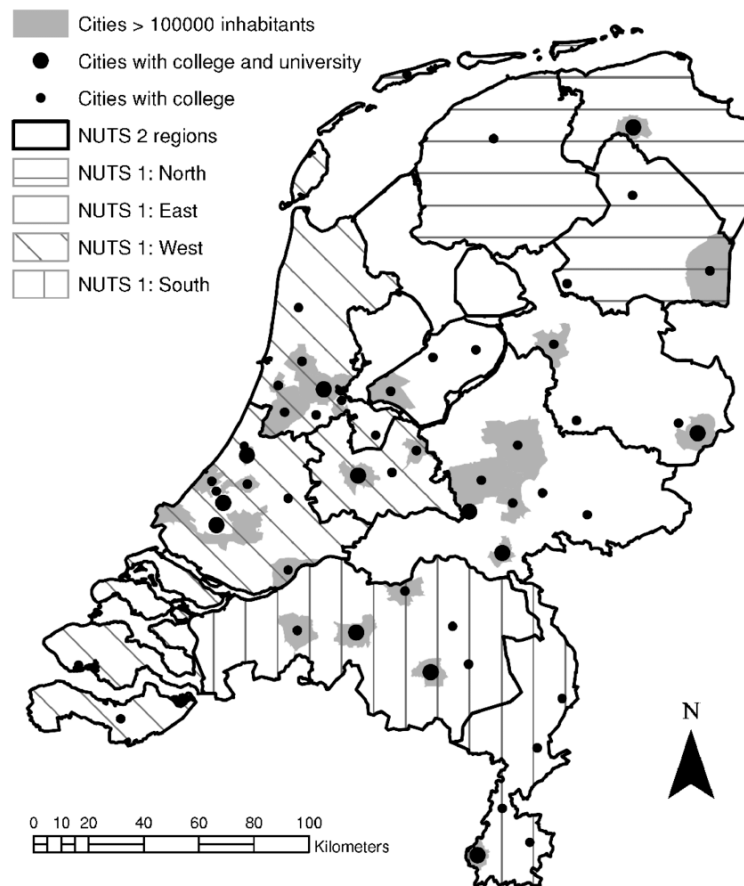 Cities > 100000 inhabitants
Cities with college and university
Cities with college
NUTS 2 regions
NUTS 1: North
NUTS 1: East
NUTS 1: West
NUTS 1: South
N
0 10 20 40 60 80 100
Kilometers